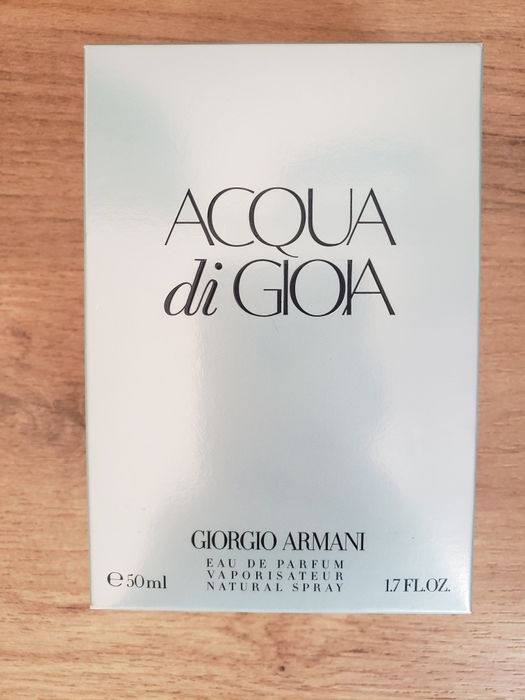 ACQUA
di GIOIA
GIORGIO ARMANI
EAU DE PARFUM
VAPORISATEUR
NATURAL SPRAY
℮50ml
1.7 FL.OZ.